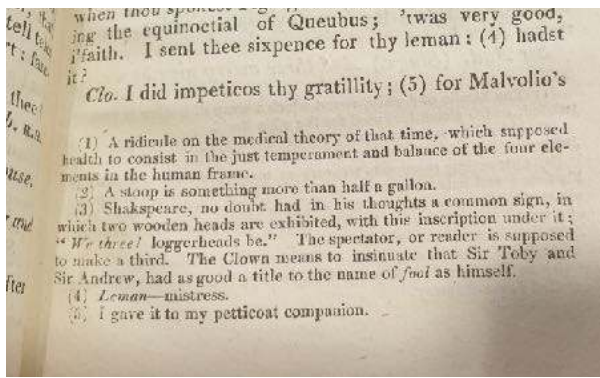 when thou
ing the equinoctial of Queubus; 'twas very good,
i'faith. I sent thee sixpence for thy leman: (4) hadst
it?
Clo. I did impeticos thy gratillity; (5) for Malvolio's
(1) A ridicule on the medical theory of that time, which supposed
health to consist in the just temperament and balance of the four ele-
ments in the human frame.
(2) A stoop is something more than half a gallon.
(3) Shakspeare, no doubt had in his thoughts a common sign, in
which two wooden heads are exhibited, with this inscription under it;
"We three! loggerheads be." The spectator, or reader is supposed
to make a third. The Clown means to insinuate that Sir Toby and
Sir Andrew, had as good a title to the name of fool as himself.
(4) Leman—mistress.
(5) I gave it to my petticoat companion.